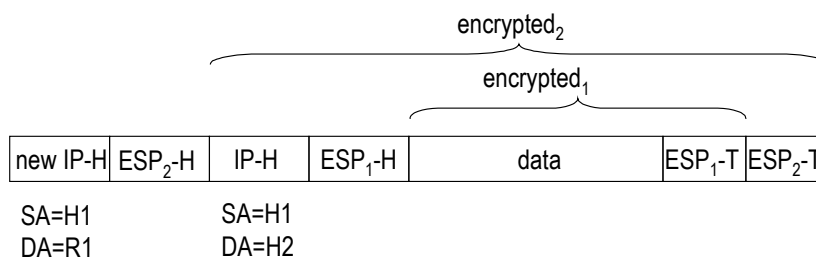 encrypted₂
encrypted₁
new IP-H ESP₂-H IP-H ESP₁-H data ESP₁-T ESP₂-T
SA=H1 SA=H1
DA=R1 DA=H2